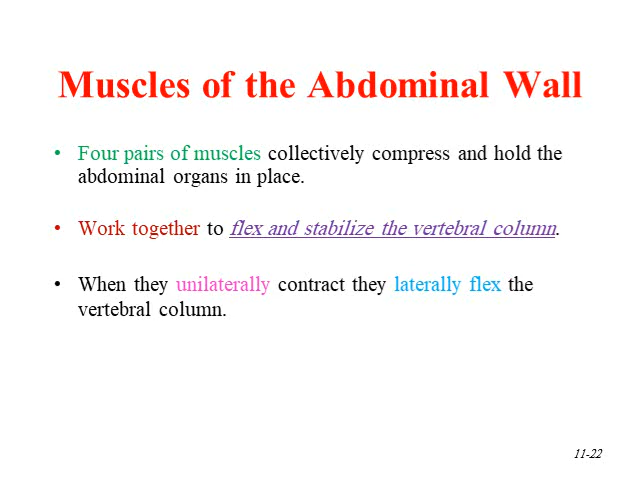 Muscles of the Abdominal Wall
• Four pairs of muscles collectively compress and hold the
abdominal organs in place.
• Work together to flex and stabilize the vertebral column.
• When they unilaterally contract they laterally flex the
vertebral column.
11-22